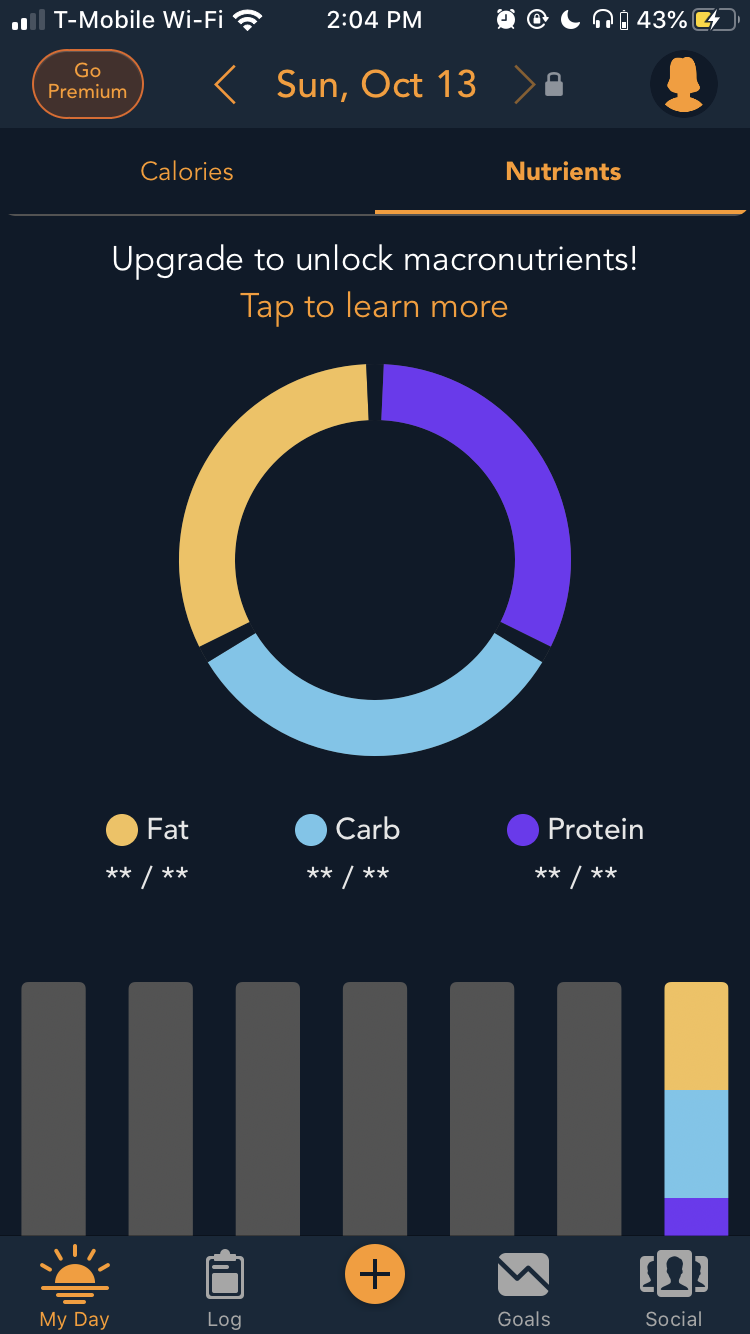 T-Mobile Wi-Fi 2:04 PM 43%
Go
Premium
Sun, Oct 13
Calories Nutrients
Upgrade to unlock macronutrients!
Tap to learn more
Fat Carb Protein
** / ** ** / ** ** / **
My Day Log Goals Social